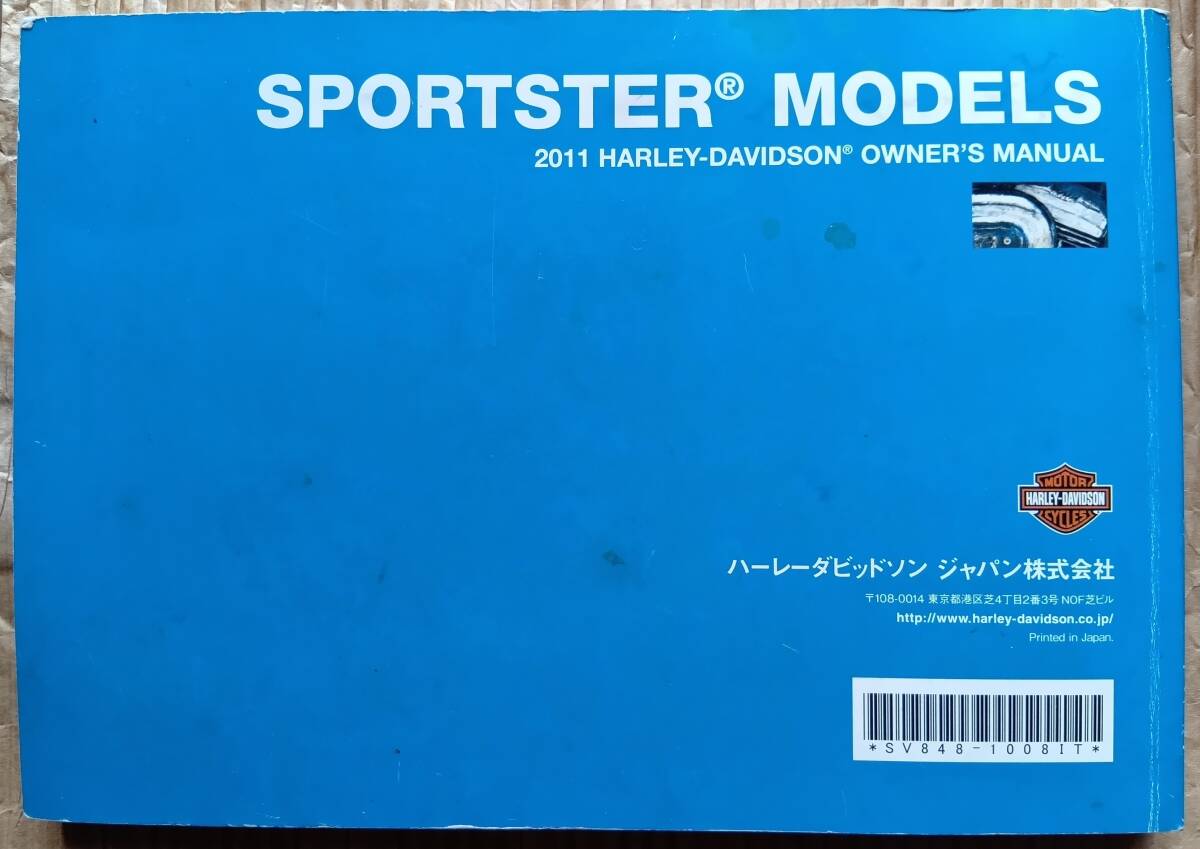 SPORTSTER® MODELS
2011 HARLEY-DAVIDSON® OWNER'S MANUAL
MOTOR
HARLEY-DAVIDSON
CYCLES
ハーレーダビッドソン ジャパン株式会社
〒108-0014 東京都港区芝4丁目2番3号 NOF芝ビル
http://www.harley-davidson.co.jp/
Printed in Japan.
*SV848-1008IT*